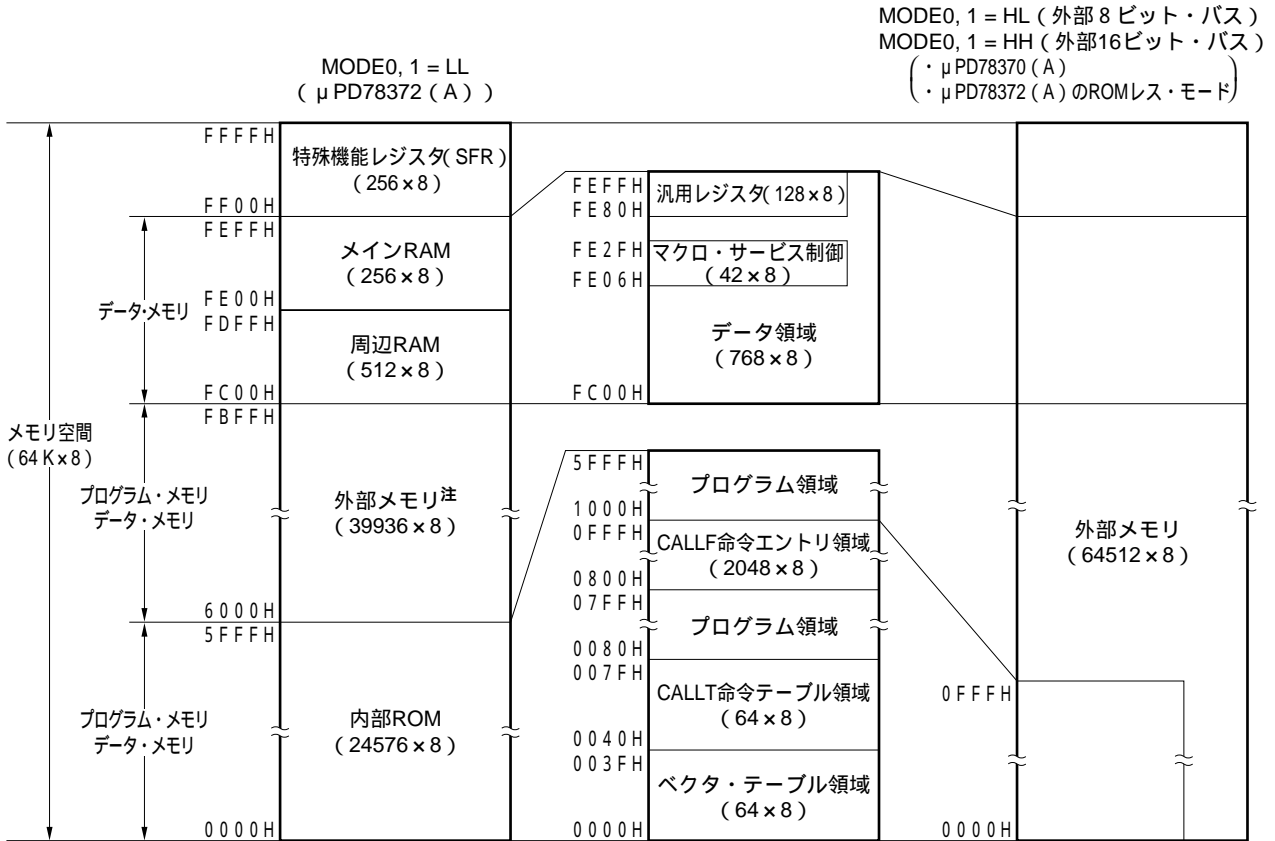 MODE0, 1 = HL（外部 8 ビット・バス）
MODE0, 1 = HH（外部16ビット・バス）
・μPD78370（A）
・μPD78372（A）のROMレス・モード
MODE0, 1 = LL
（μPD78372（A））
FFFFH
特殊機能レジスタ（SFR）
（256×8）
FF00H
FEFFH
メインRAM
（256×8）
FE00H
FDFFH
周辺RAM
（512×8）
FC00H
FBFFH
外部メモリ注
（39936×8）
6000H
5FFFH
内部ROM
（24576×8）
0000H
データ・メモリ
メモリ空間
（64 K×8）
プログラム・メモリ
データ・メモリ
プログラム・メモリ
データ・メモリ
FEFFH
汎用レジスタ（128×8）
FE80H
FE2FH
マクロ・サービス制御
（42×8）
FE06H
データ領域
（768×8）
FC00H
5FFFH
プログラム領域
1000H
0FFFH
CALLF命令エントリ領域
（2048×8）
0800H
07FFH
プログラム領域
0080H
007FH
CALLT命令テーブル領域
（64×8）
0040H
003FH
ベクタ・テーブル領域
（64×8）
0000H
外部メモリ
（64512×8）
0FFFH
0000H